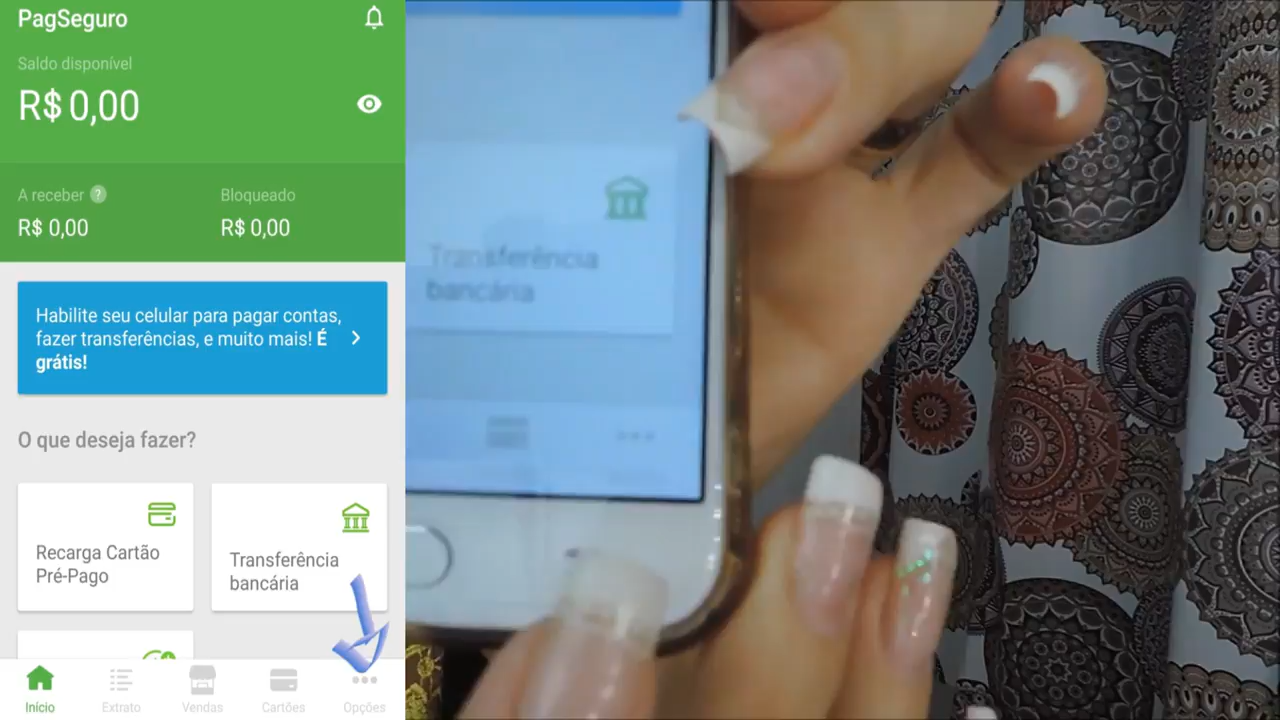 PagSeguro
Saldo disponível
R$ 0,00
A receber ?
Bloqueado
R$ 0,00
R$ 0,00
Habilite seu celular para pagar contas,
fazer transferências, e muito mais! É
grátis!
O que deseja fazer?
Recarga Cartão
Pré-Pago
Transferência
bancária
Início
Extrato
Vendas
Cartões
Opções
Transferência
bancária